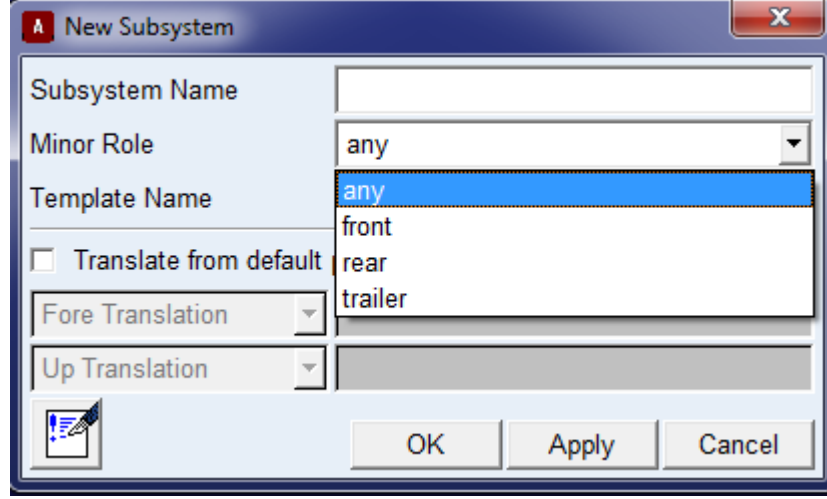 New Subsystem
Subsystem Name
Minor Role any
any
Template Name
front
Translate from default
rear
trailer
Fore Translation
Up Translation
OK Apply Cancel